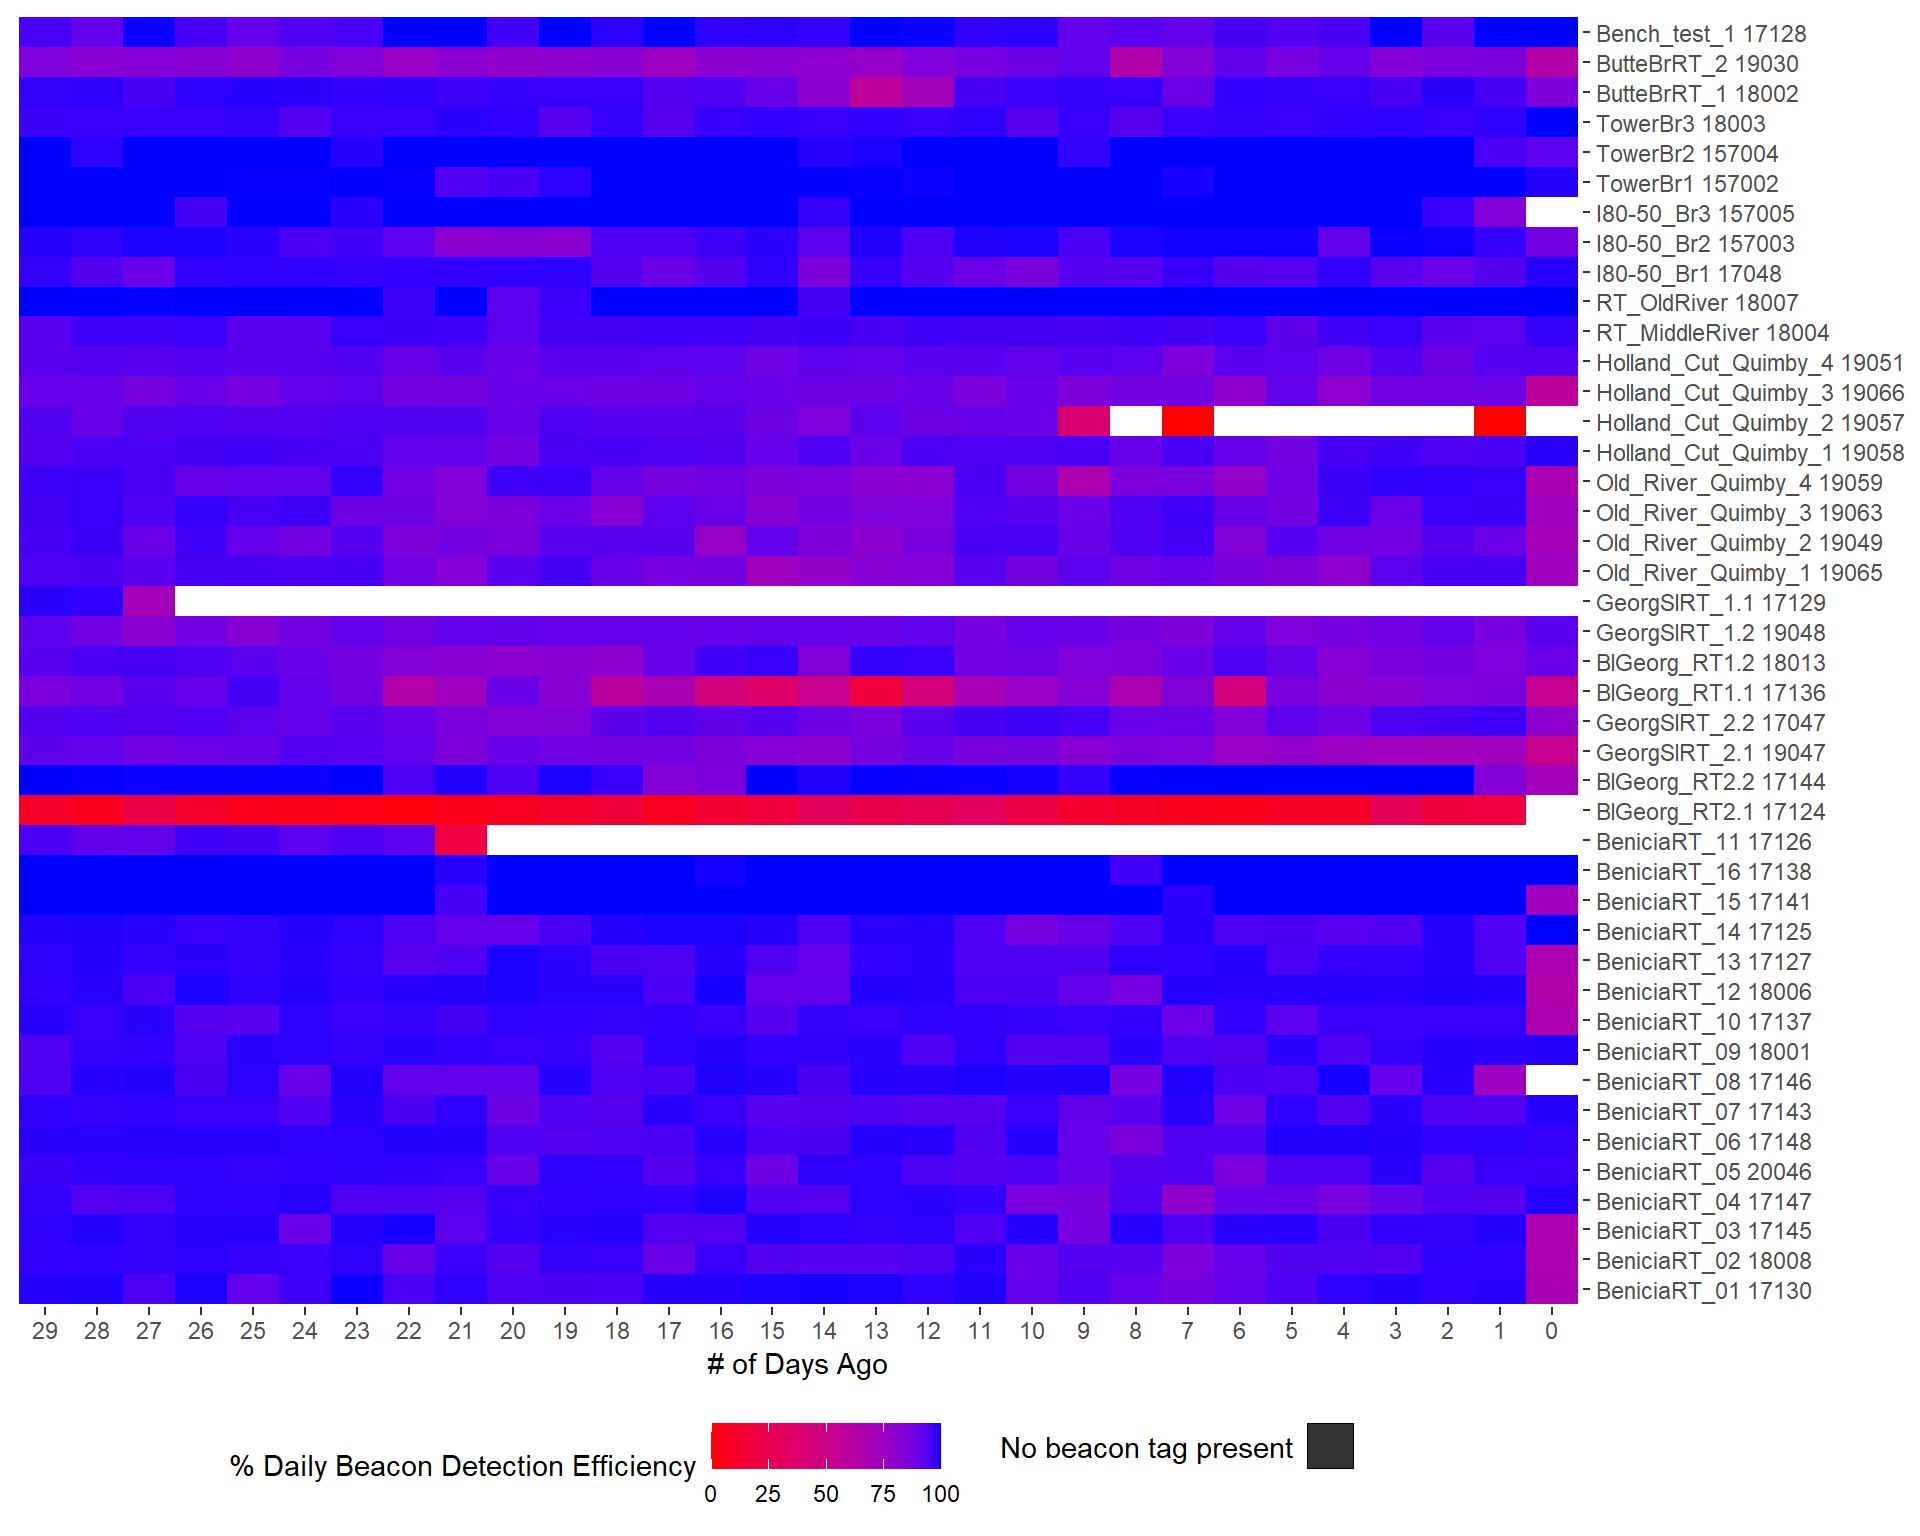 Bench_test_1 17128
ButteBrRT_2 19030
ButteBrRT_1 18002
TowerBr3 18003
TowerBr2 157004
TowerBr1 157002
I80-50_Br3 157005
I80-50_Br2 157003
I80-50_Br1 17048
RT_OldRiver 18007
RT_MiddleRiver 18004
Holland_Cut_Quimby_4 19051
Holland_Cut_Quimby_3 19066
Holland_Cut_Quimby_2 19057
Holland_Cut_Quimby_1 19058
Old_River_Quimby_4 19059
Old_River_Quimby_3 19063
Old_River_Quimby_2 19049
Old_River_Quimby_1 19065
GeorgSlRT_1.1 17129
GeorgSlRT_1.2 19048
BlGeorg_RT1.2 18013
BlGeorg_RT1.1 17136
GeorgSlRT_2.2 17047
GeorgSlRT_2.1 19047
BlGeorg_RT2.2 17144
BlGeorg_RT2.1 17124
BeniciaRT_11 17126
BeniciaRT_16 17138
BeniciaRT_15 17141
BeniciaRT_14 17125
BeniciaRT_13 17127
BeniciaRT_12 18006
BeniciaRT_10 17137
BeniciaRT_09 18001
BeniciaRT_08 17146
BeniciaRT_07 17143
BeniciaRT_06 17148
BeniciaRT_05 20046
BeniciaRT_04 17147
BeniciaRT_03 17145
BeniciaRT_02 18008
BeniciaRT_01 17130
29 28 27 26 25 24 23 22 21 20 19 18 17 16 15 14 13 12 11 10 9 8 7 6 5 4 3 2 1 0
# of Days Ago
% Daily Beacon Detection Efficiency
0 25 50 75 100
No beacon tag present